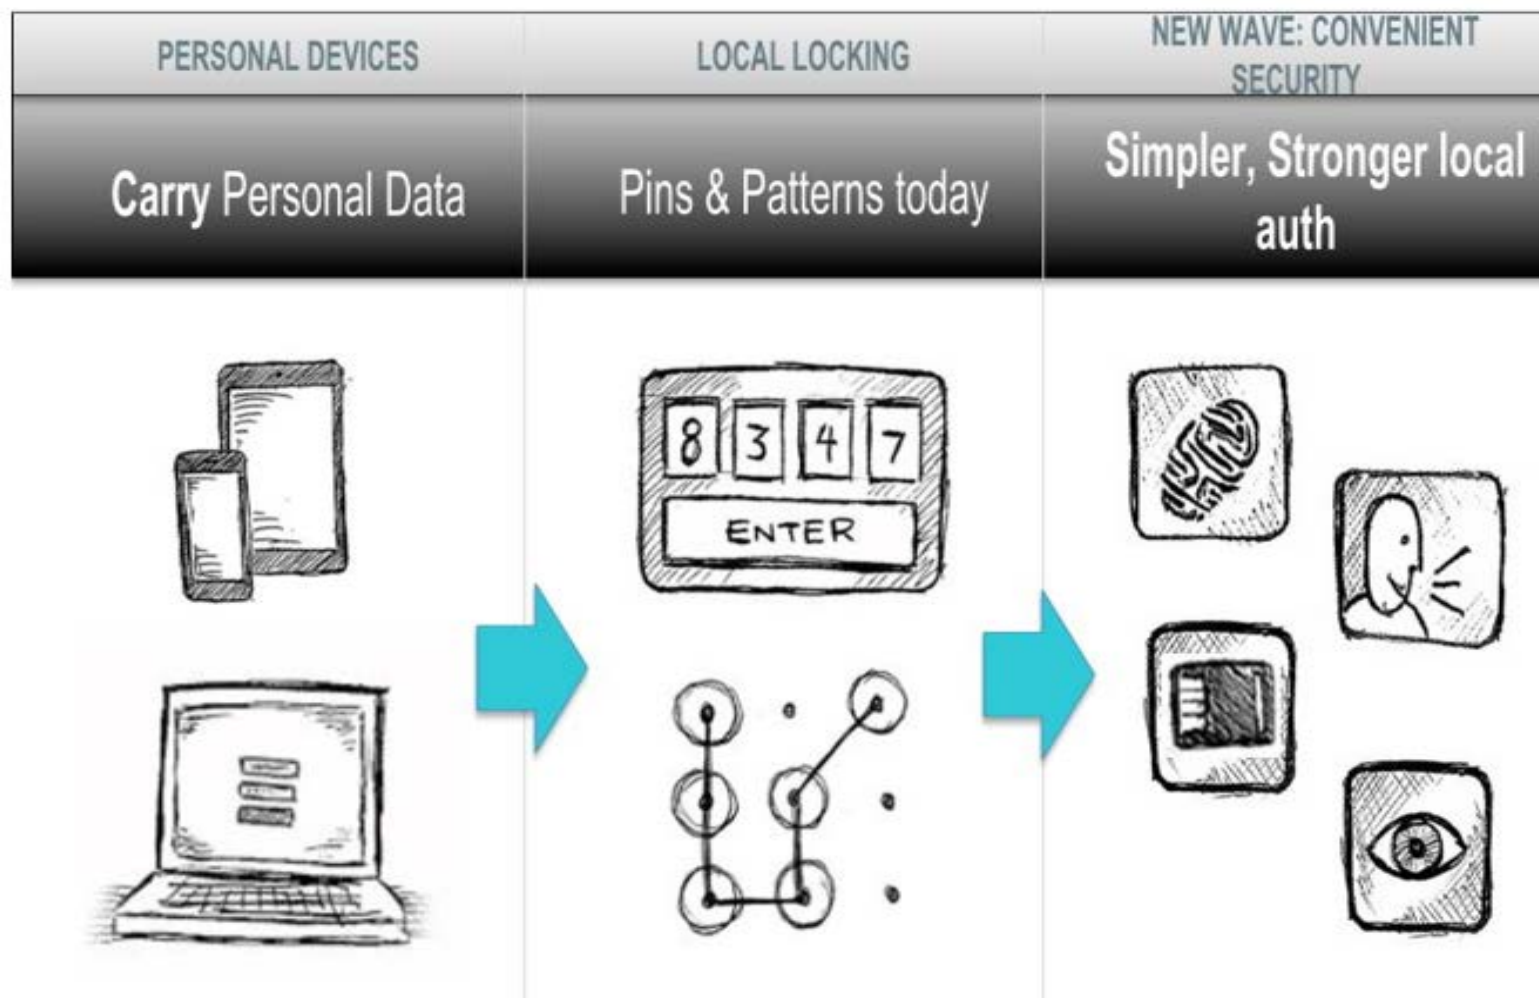 PERSONAL DEVICES
LOCAL LOCKING
NEW WAVE: CONVENIENT
SECURITY
Carry Personal Data
Pins & Patterns today
Simpler, Stronger local
auth
8 3 4 7
ENTER